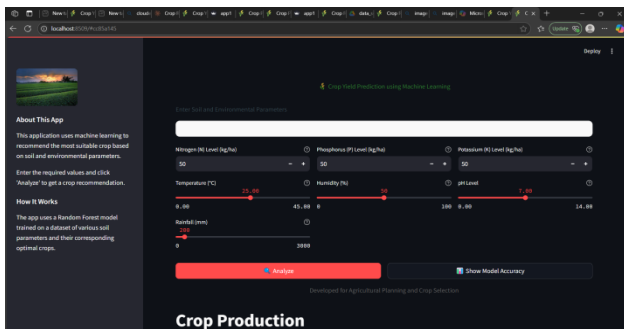 localhost:8509/#cc85a545
Update
Deploy
About This App
This application uses machine learning to
recommend the most suitable crop based
on soil and environmental parameters.
Enter the required values and click
'Analyze' to get a crop recommendation.
How It Works
The app uses a Random Forest model
trained on a dataset of various soil
parameters and their corresponding
optimal crops.
Crop Yield Prediction using Machine Learning
Enter Soil and Environmental Parameters
Nitrogen (N) Level (kg/ha)
Phosphorus (P) Level (kg/ha)
Potassium (K) Level (kg/ha)
50 - +
50 - +
50 - +
Temperature (°C)
Humidity (%)
pH Level
25.00
50
7.00
0.00 45.00
0 100
0.00 14.00
Rainfall (mm)
200
0 3000
Analyze
Show Model Accuracy
Developed for Agricultural Planning and Crop Selection
Crop Production